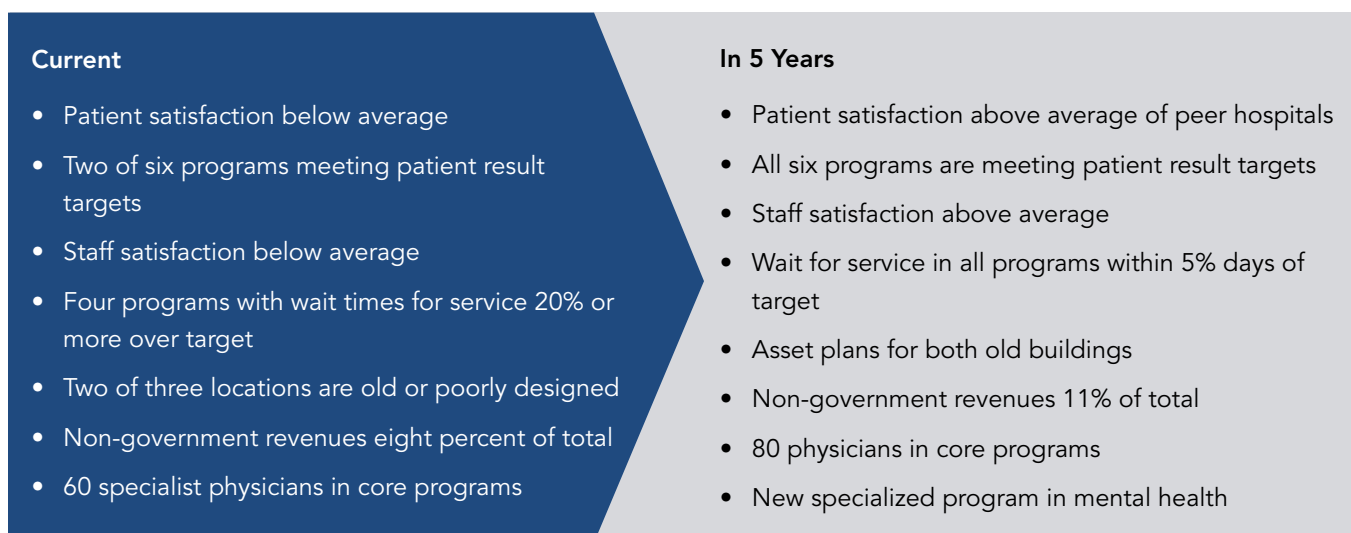 Current
• Patient satisfaction below average
• Two of six programs meeting patient result
targets
• Staff satisfaction below average
• Four programs with wait times for service 20% or
more over target
• Two of three locations are old or poorly designed
• Non-government revenues eight percent of total
• 60 specialist physicians in core programs
In 5 Years
• Patient satisfaction above average of peer hospitals
• All six programs are meeting patient result targets
• Staff satisfaction above average
• Wait for service in all programs within 5% days of
target
• Asset plans for both old buildings
• Non-government revenues 11% of total
• 80 physicians in core programs
• New specialized program in mental health